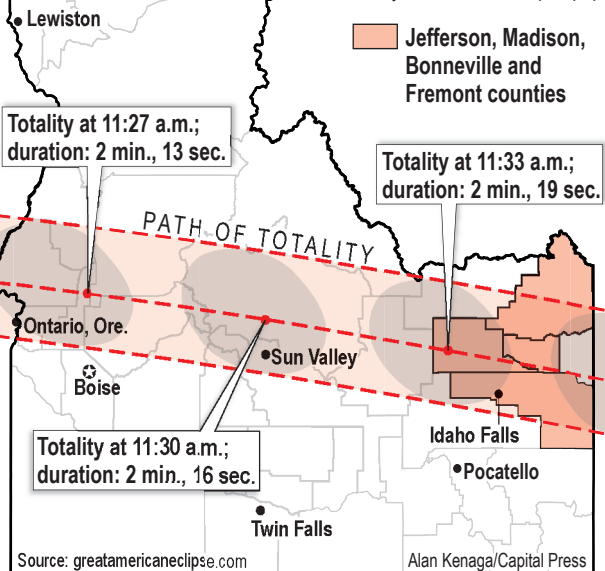 Lewiston
Jefferson, Madison,
Bonneville and
Fremont counties
Totality at 11:27 a.m.;
duration: 2 min., 13 sec.
Totality at 11:33 a.m.;
duration: 2 min., 19 sec.
PATH OF TOTALITY
Ontario, Ore.
Sun Valley
Boise
Idaho Falls
Totality at 11:30 a.m.;
duration: 2 min., 16 sec.
Pocatello
Twin Falls
Source: greatamericaneclipse.com
Alan Kenaga/Capital Press